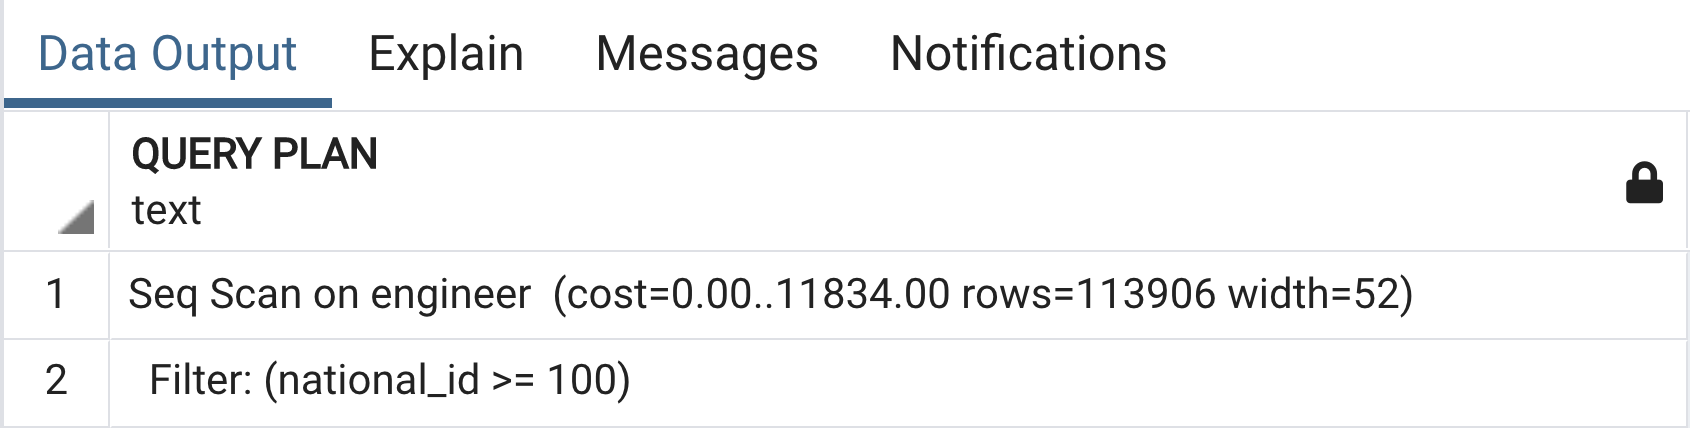 Data Output Explain Messages Notifications
QUERY PLAN
text
1 Seq Scan on engineer (cost=0.00..11834.00 rows=113906 width=52)
2 Filter: (national_id >= 100)